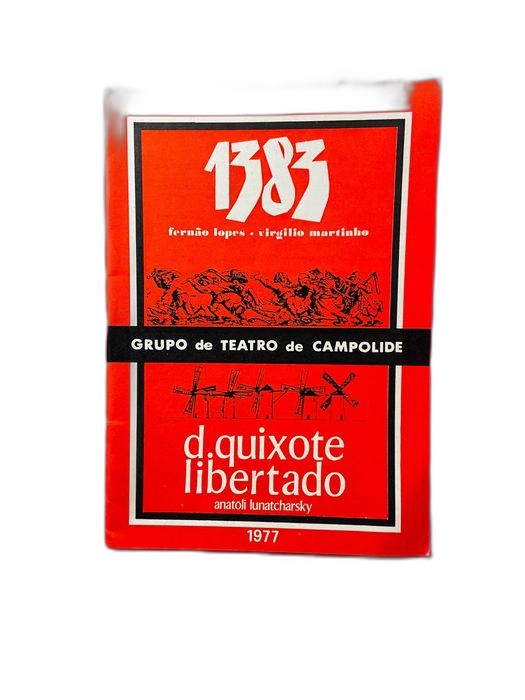 1383
fernão lopes • virgílio martinho
GRUPO de TEATRO de CAMPOLIDE
d.quixote
libertado
anatoli lunatcharsky
1977